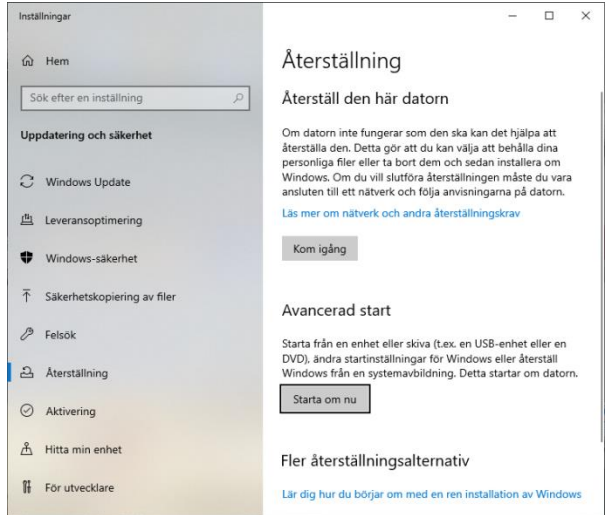 Inställningar
Hem
Sök efter en inställning
Uppdatering och säkerhet
Windows Update
Leveransoptimering
Windows-säkerhet
Säkerhetskopiering av filer
Felsök
Återställning
Aktivering
Hitta min enhet
För utvecklare
Återställning
Återställ den här datorn
Om datorn inte fungerar som den ska kan det hjälpa att
återställa den. Detta gör att du kan välja att behålla dina
personliga filer eller ta bort dem och sedan installera om
Windows. Om du vill slutföra återställningen måste du vara
ansluten till ett nätverk och följa anvisningarna på datorn.
Läs mer om nätverk och andra återställningskrav
Kom igång
Avancerad start
Starta från en enhet eller skiva (t.ex. en USB-enhet eller en
DVD), ändra startinställningar för Windows eller återställ
Windows från en systemavbildning. Detta startar om datorn.
Starta om nu
Fler återställningsalternativ
Lär dig hur du börjar om med en ren installation av Windows